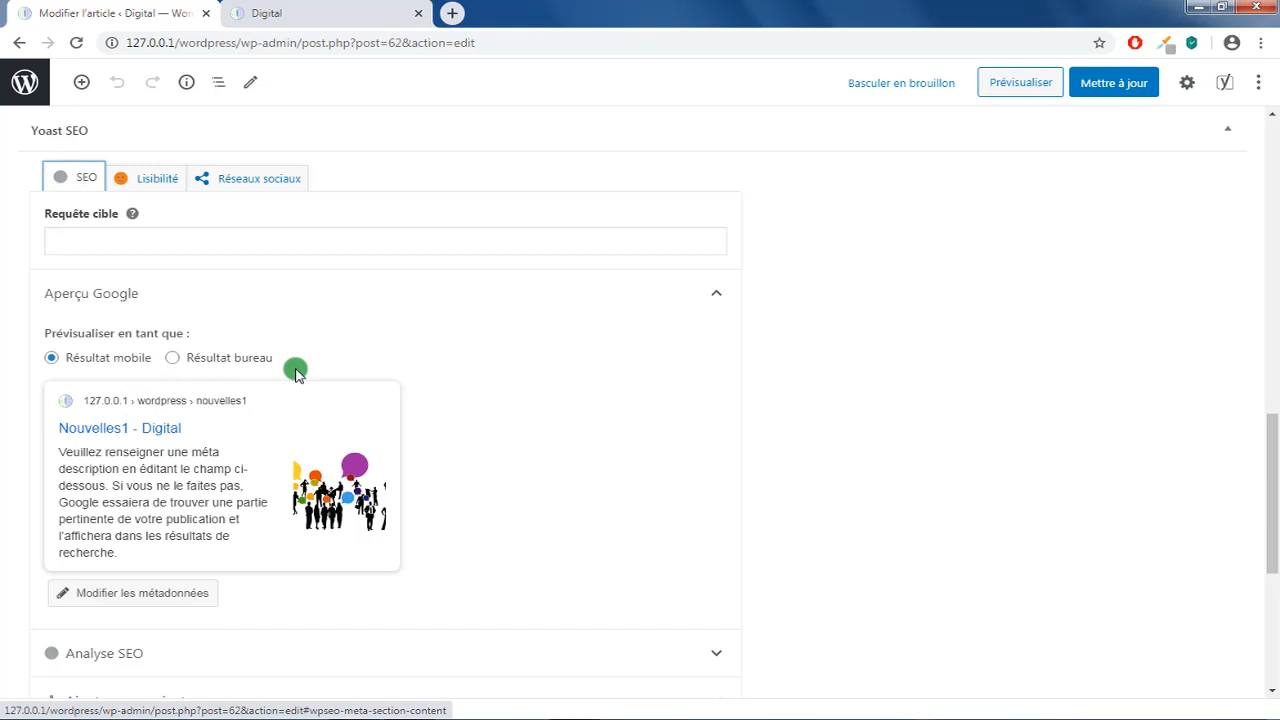 Modifier l'article ‹ Digital — Wor
Digital
127.0.0.1/wordpress/wp-admin/post.php?post=62&action=edit
Basculer en brouillon
Prévisualiser
Mettre à jour
Yoast SEO
SEO
Lisibilité
Réseaux sociaux
Requête cible
Aperçu Google
Prévisualiser en tant que :
Résultat mobile
Résultat bureau
127.0.0.1 › wordpress › nouvelles1
Nouvelles1 - Digital
Veuillez renseigner une méta
description en éditant le champ ci-
dessous. Si vous ne le faites pas,
Google essaiera de trouver une partie
pertinente de votre publication et
l'affichera dans les résultats de
recherche.
Modifier les métadonnées
Analyse SEO
127.0.0.1/wordpress/wp-admin/post.php?post=62&action=edit#wpseo-meta-section-content